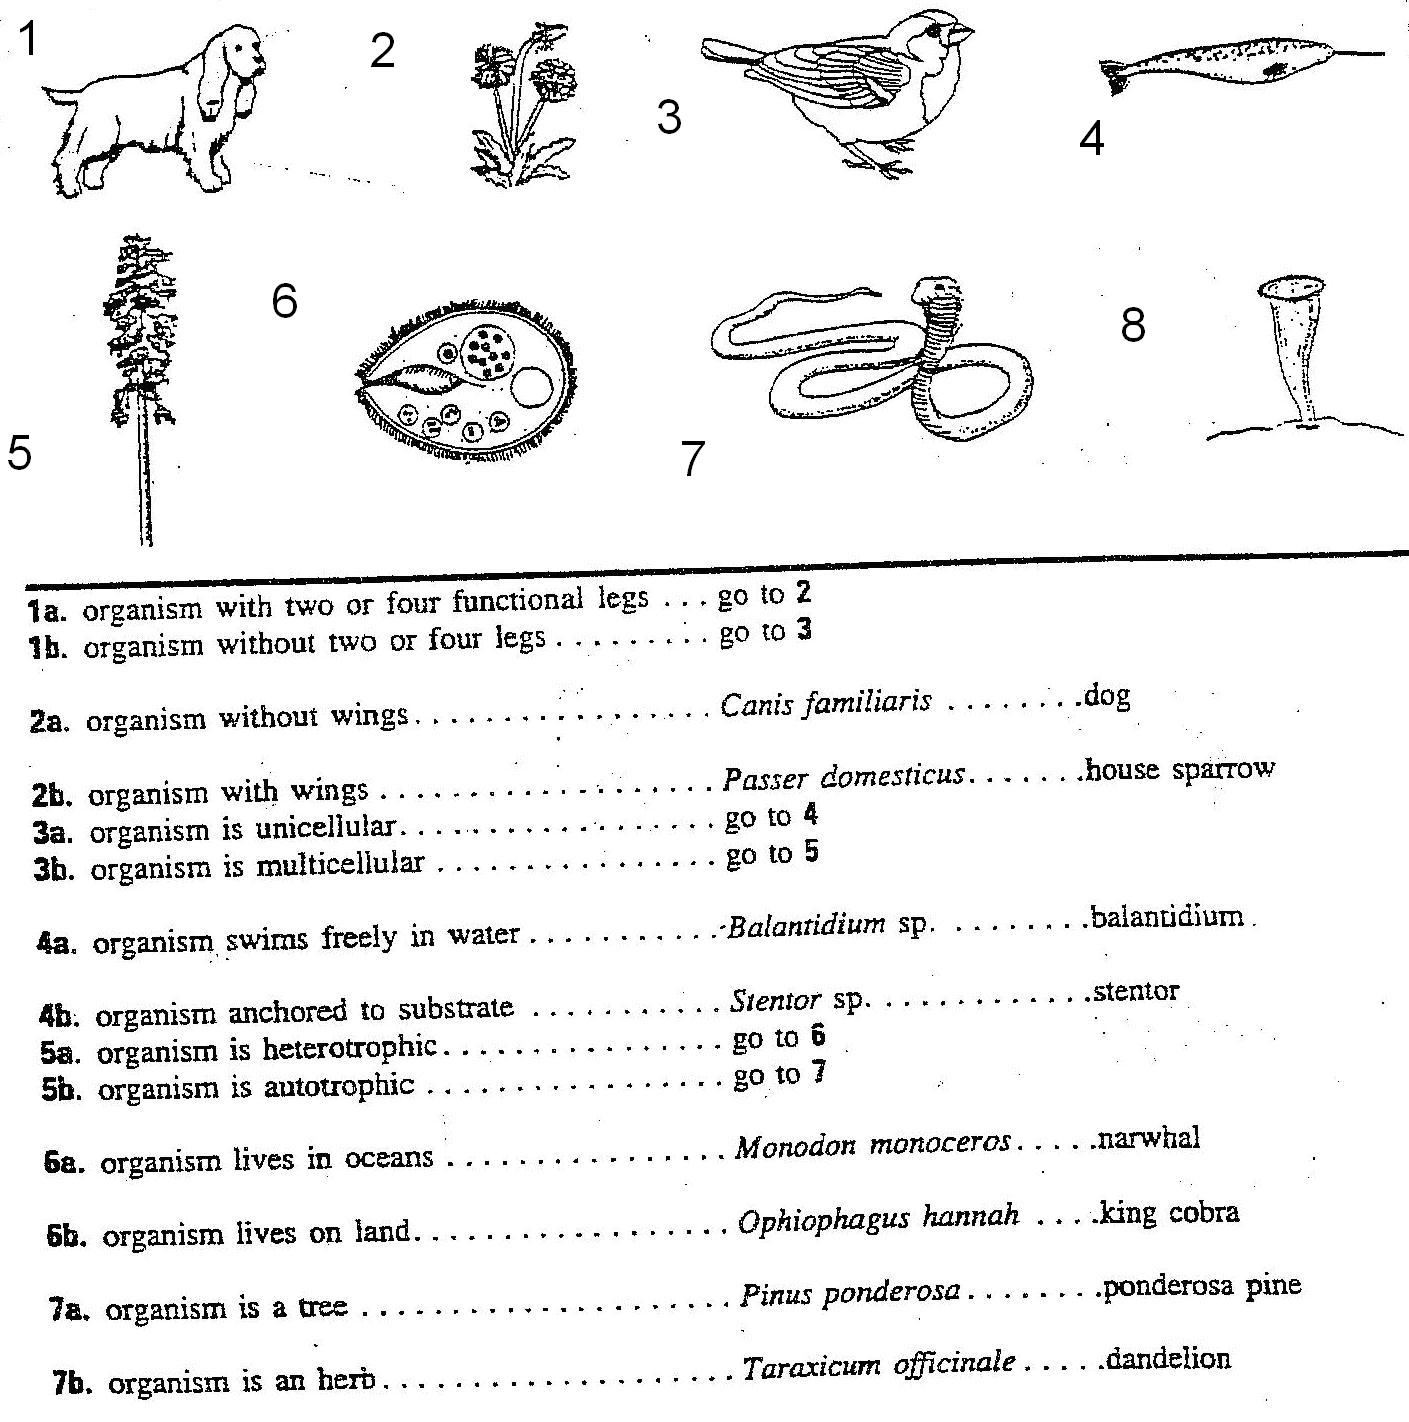 1
2
3
4
5
6
7
8
1a. organism with two or four functional legs ... go to 2
1b. organism without two or four legs ......... go to 3
2a. organism without wings................. Canis familiaris ........dog
2b. organism with wings ................... Passer domesticus.......house sparrow
3a. organism is unicellular.................. go to 4
3b. organism is multicellular ................ go to 5
4a. organism swims freely in water ........... Balantidium sp. ........balantidium
4b. organism anchored to substrate ........... Stentor sp..............stentor
5a. organism is heterotrophic................ go to 6
5b. organism is autotrophic ................. go to 7
6a. organism lives in oceans ................ Monodon monoceros.....narwhal
6b. organism lives on land.................. Ophiophagus hannah ....king cobra
7a. organism is a tree ..................... Pinus ponderosa........ponderosa pine
7b. organism is an herb.................... Taraxicum officinale .....dandelion